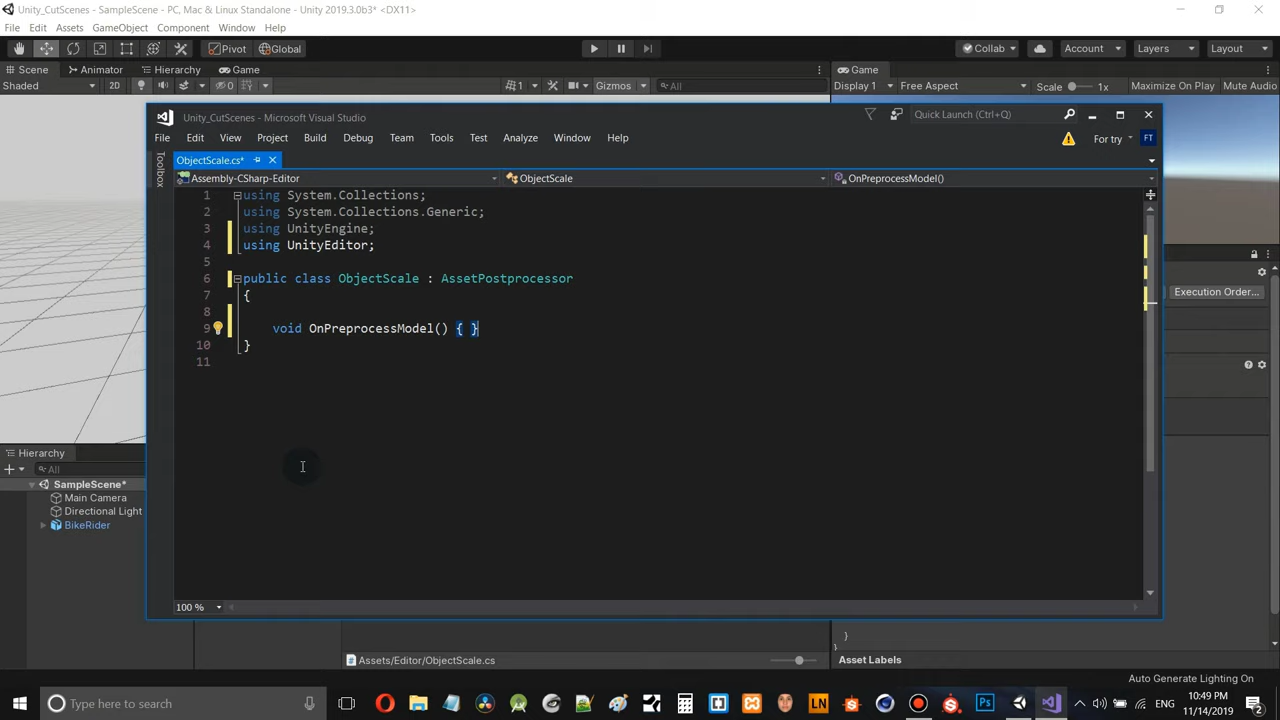 Unity_CutScenes - SampleScene - PC, Mac & Linux Standalone - Unity 2019.3.0b3* <DX11>
File Edit Assets GameObject Component Window Help
Pivot Global Collab Account Layers Layout
Scene Animator Hierarchy Game Game
Shaded 2D 0 1 Gizmos All Display 1 Free Aspect Scale 1x Maximize On Play Mute Audio
Unity_CutScenes - Microsoft Visual Studio Quick Launch (Ctrl+Q)
File Edit View Project Build Debug Team Tools Test Analyze Window Help For try FT
Toolbox
ObjectScale.cs*
Assembly-CSharp-Editor ObjectScale OnPreprocessModel()
1 using System.Collections;
2 using System.Collections.Generic;
3 using UnityEngine;
4 using UnityEditor;
5
6 public class ObjectScale : AssetPostprocessor
7 {
8
9 void OnPreprocessModel() { }
10 }
11
100 %
Execution Order...
Hierarchy
All
SampleScene*
Main Camera
Directional Light
BikeRider
}
}
Assets/Editor/ObjectScale.cs
Asset Labels
Auto Generate Lighting On
Type here to search
LN
Ps
ENG
10:49 PM
11/14/2019
2